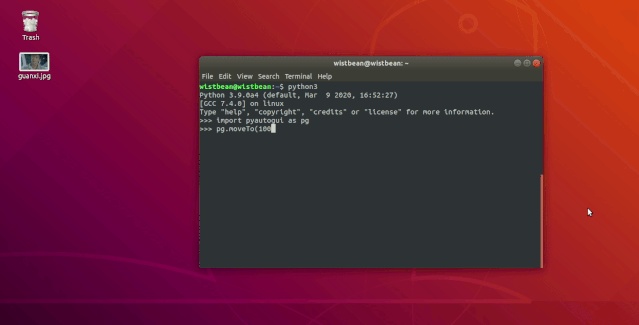 Trash
guanxi.jpg
wistbean@wistbean: ~
File Edit View Search Terminal Help
wistbean@wistbean:~$ python3
Python 3.9.0a4 (default, Mar  9 2020, 16:52:27)
[GCC 7.4.0] on linux
Type "help", "copyright", "credits" or "license" for more information.
>>> import pyautogui as pg
>>> pg.moveTo(100